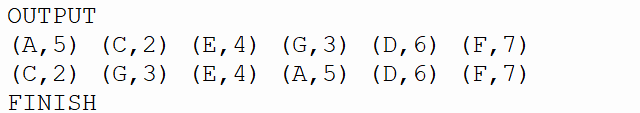 OUTPUT
(A,5) (C,2) (E,4) (G,3) (D,6) (F,7)
(C,2) (G,3) (E,4) (A,5) (D,6) (F,7)
FINISH